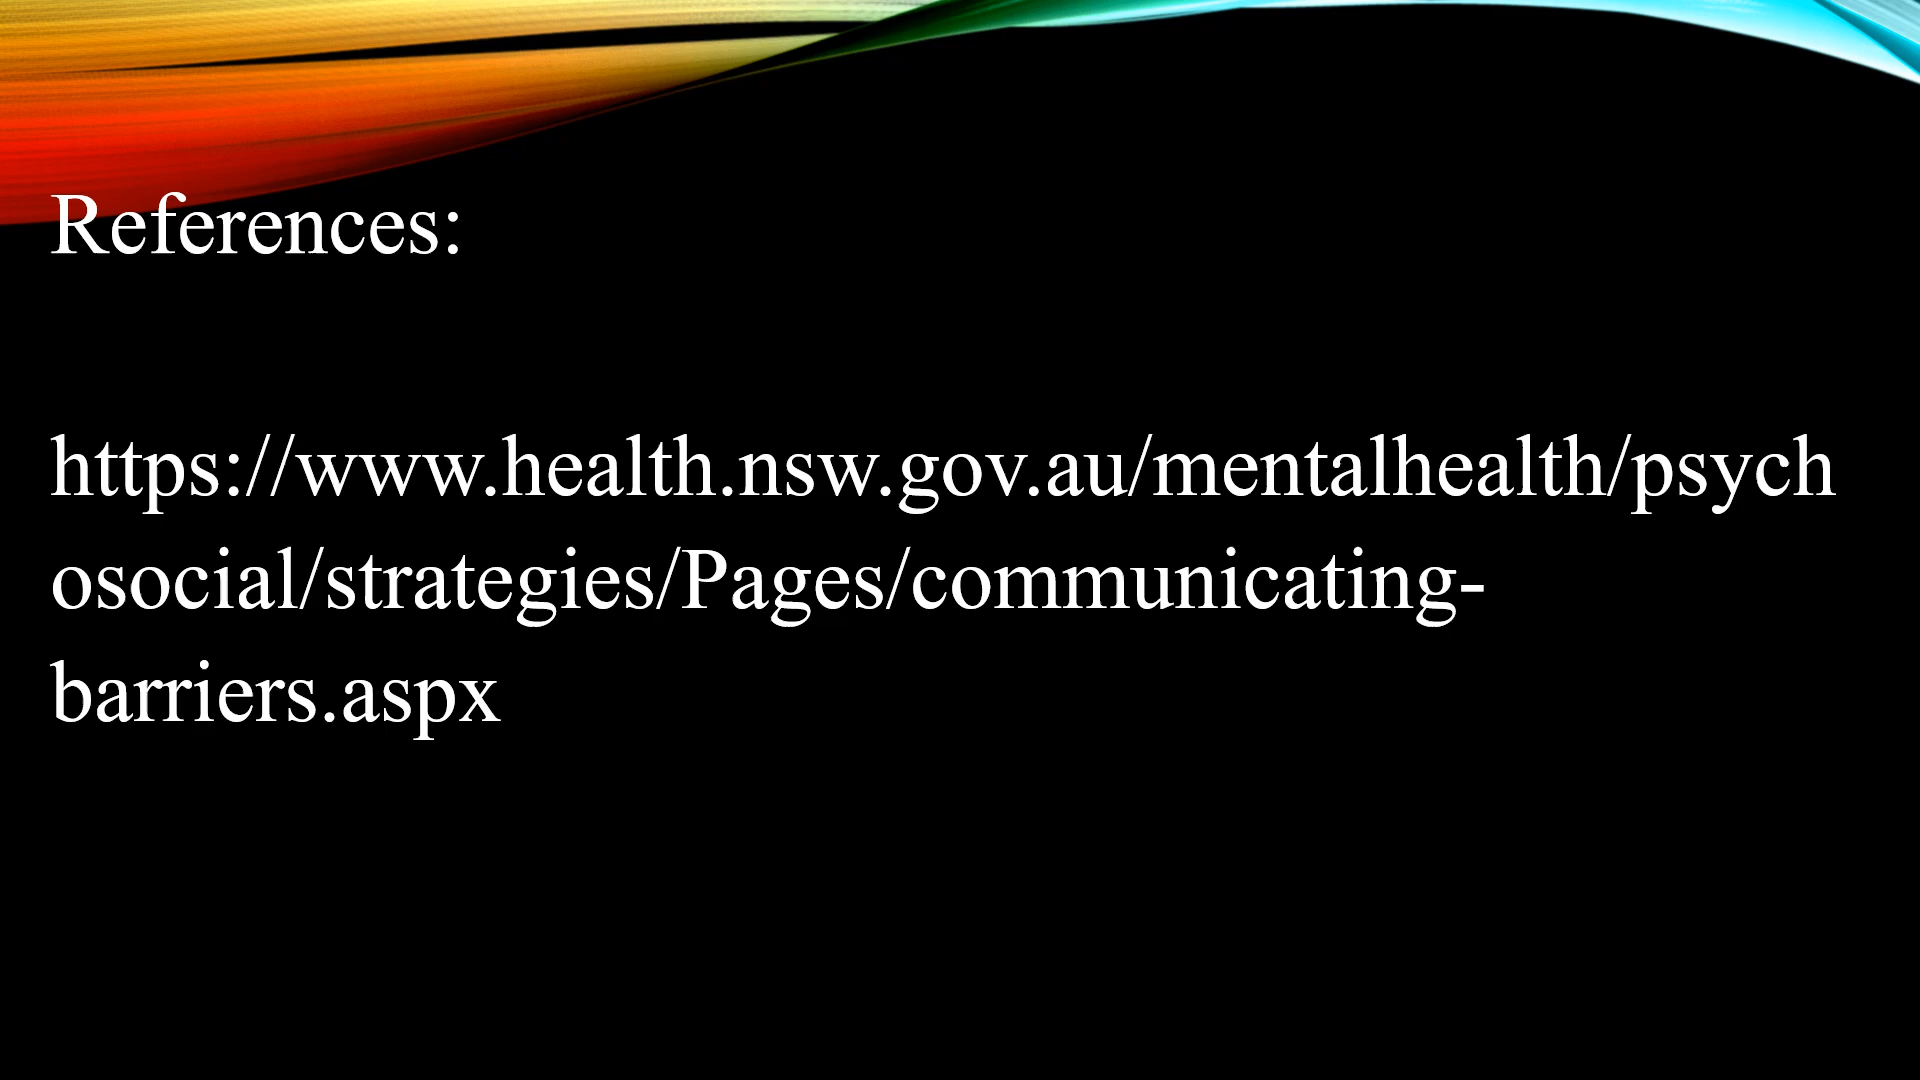 References:
https://www.health.nsw.gov.au/mentalhealth/psych
osocial/strategies/Pages/communicating-
barriers.aspx